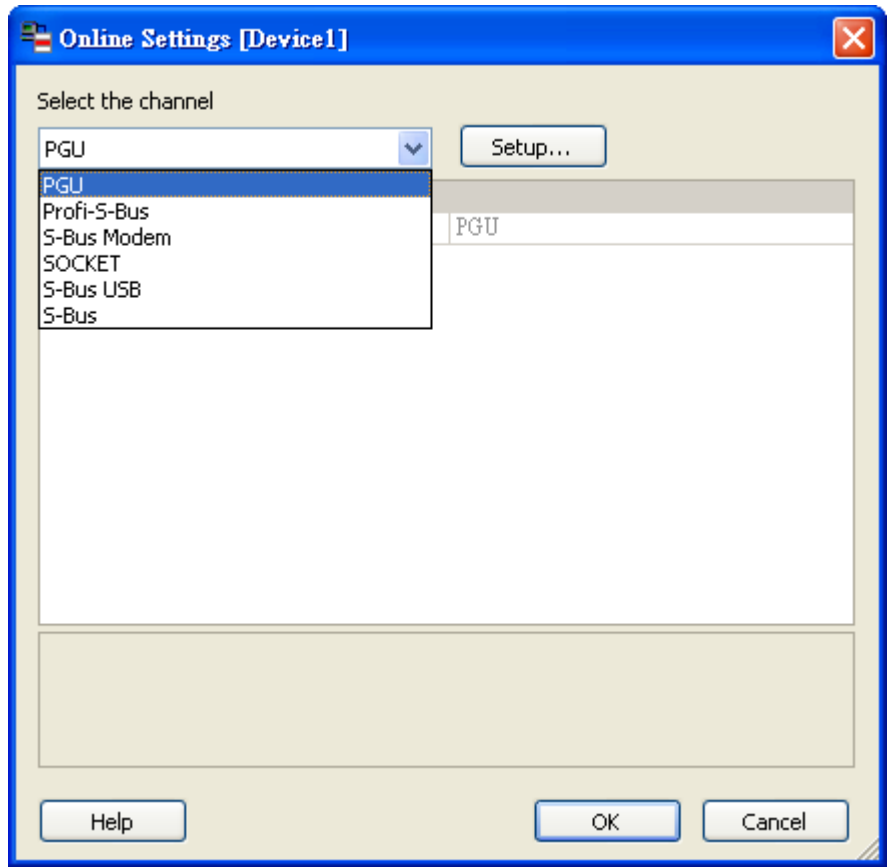 Online Settings [Device1]
Select the channel
PGU
Setup...
PGU
Profi-S-Bus
S-Bus Modem
SOCKET
S-Bus USB
S-Bus
PGU
Help
OK
Cancel